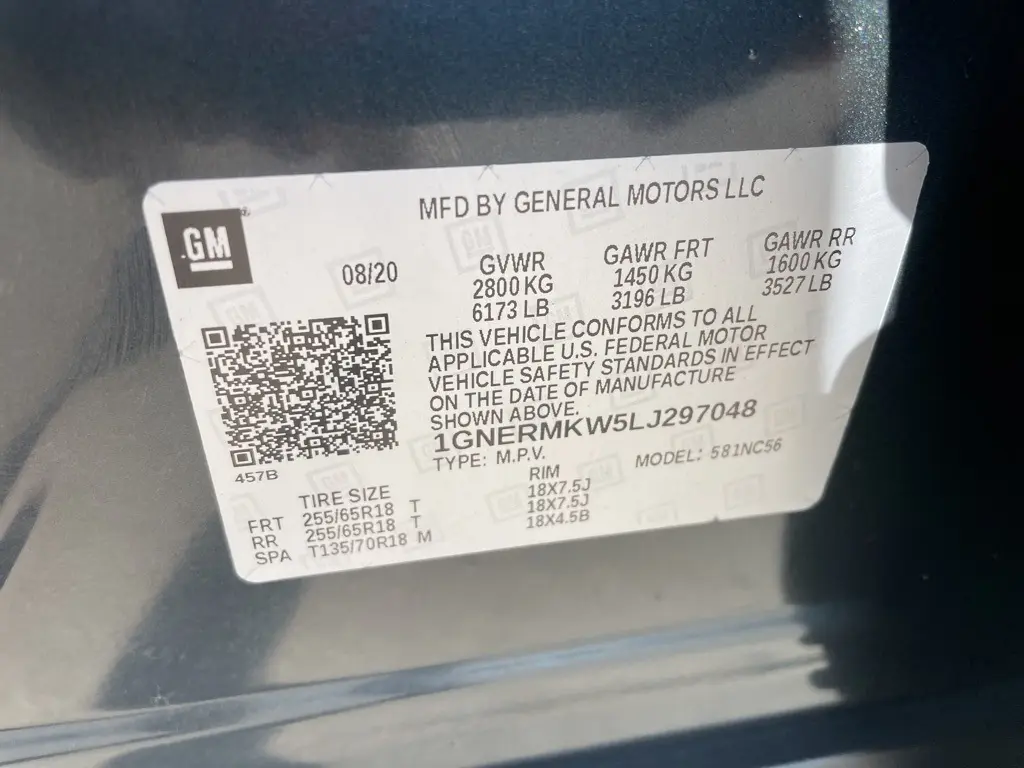 GM
®
MFD BY GENERAL MOTORS LLC
08/20
GVWR
2800 KG
6173 LB
GAWR FRT
1450 KG
3196 LB
GAWR RR
1600 KG
3527 LB
THIS VEHICLE CONFORMS TO ALL
APPLICABLE U.S. FEDERAL MOTOR
VEHICLE SAFETY STANDARDS IN EFFECT
ON THE DATE OF MANUFACTURE
SHOWN ABOVE.
1GNERMKW5LJ297048
TYPE: M.P.V. MODEL: 581NC56
457B
TIRE SIZE RIM
FRT 255/65R18 T 18X7.5J
RR 255/65R18 T 18X7.5J
SPA T135/70R18 M 18X4.5B